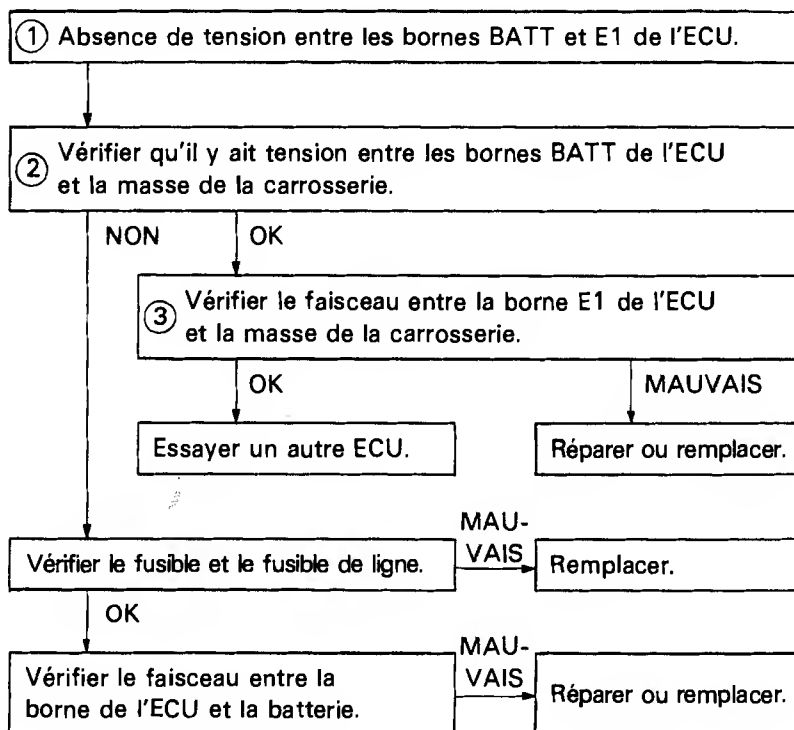 ① Absence de tension entre les bornes BATT et E1 de l'ECU.
② Vérifier qu'il y ait tension entre les bornes BATT de l'ECU
et la masse de la carrosserie.
NON
OK
③ Vérifier le faisceau entre la borne E1 de l'ECU
et la masse de la carrosserie.
OK
MAUVAIS
Essayer un autre ECU.
Réparer ou remplacer.
Vérifier le fusible et le fusible de ligne.
MAU-
VAIS
Remplacer.
OK
Vérifier le faisceau entre la
borne de l'ECU et la batterie.
MAU-
VAIS
Réparer ou remplacer.